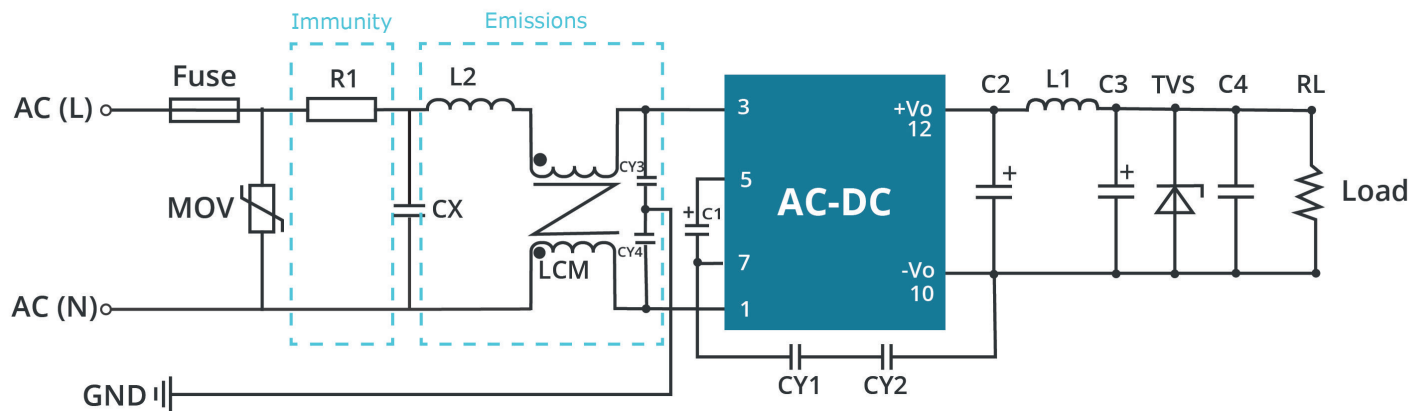 Immunity
Emissions
Fuse
R1
L2
C2
L1
C3
TVS
C4
RL
AC (L)
3
+Vo
12
CY3
5
MOV
CX
AC-DC
Load
+
C1
+
+
CY4
LCM
7
-Vo
10
AC (N)
1
CY1
CY2
GND